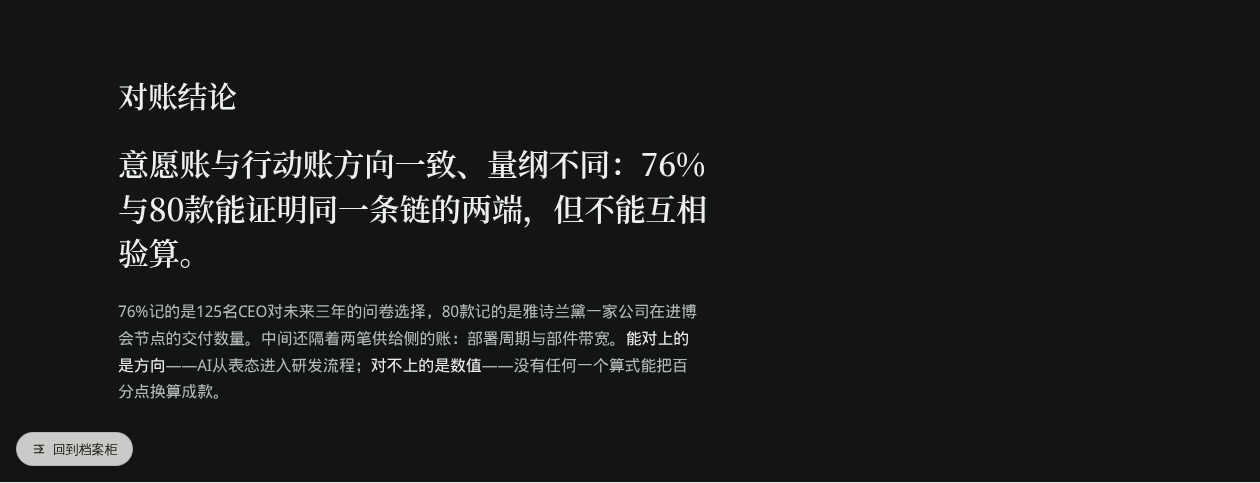 对账结论
意愿账与行动账方向一致、量纲不同：76%
与80款能证明同一条链的两端，但不能互相
验算。
76%记的是125名CEO对未来三年的问卷选择，80款记的是雅诗兰黛一家公司在进博
会节点的交付数量。中间还隔着两笔供给侧的账：部署周期与部件带宽。能对上的
是方向——AI从表态进入研发流程；对不上的是数值——没有任何一个算式能把百
分点换算成款。
回到档案柜